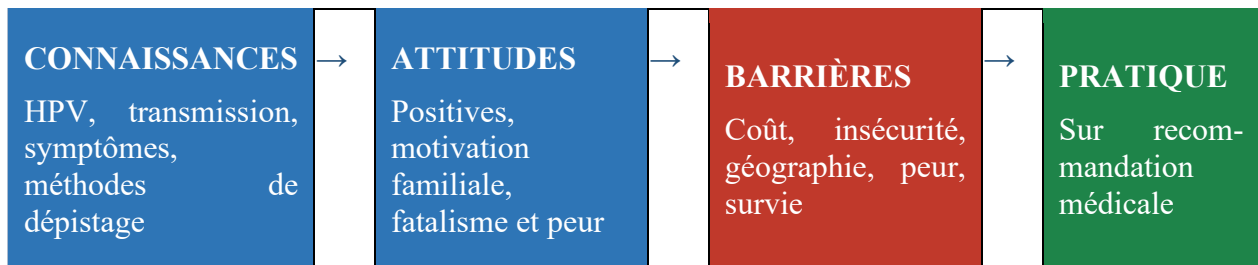 CONNAISSANCES
HPV, transmission,
symptômes,
méthodes de
dépistage
→
ATTITUDES
Positives,
motivation
familiale,
fatalisme et peur
→
BARRIÈRES
Coût, insécurité,
géographie, peur,
survie
→
PRATIQUE
Sur recom-
mandation
médicale